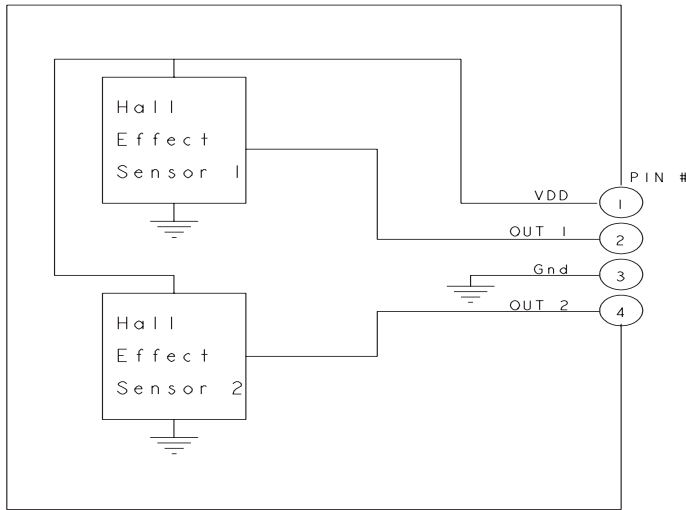 Hall
Effect
Sensor 1
PIN #
VDD
1
OUT 1
2
Gnd
3
OUT 2
4
Hall
Effect
Sensor 2